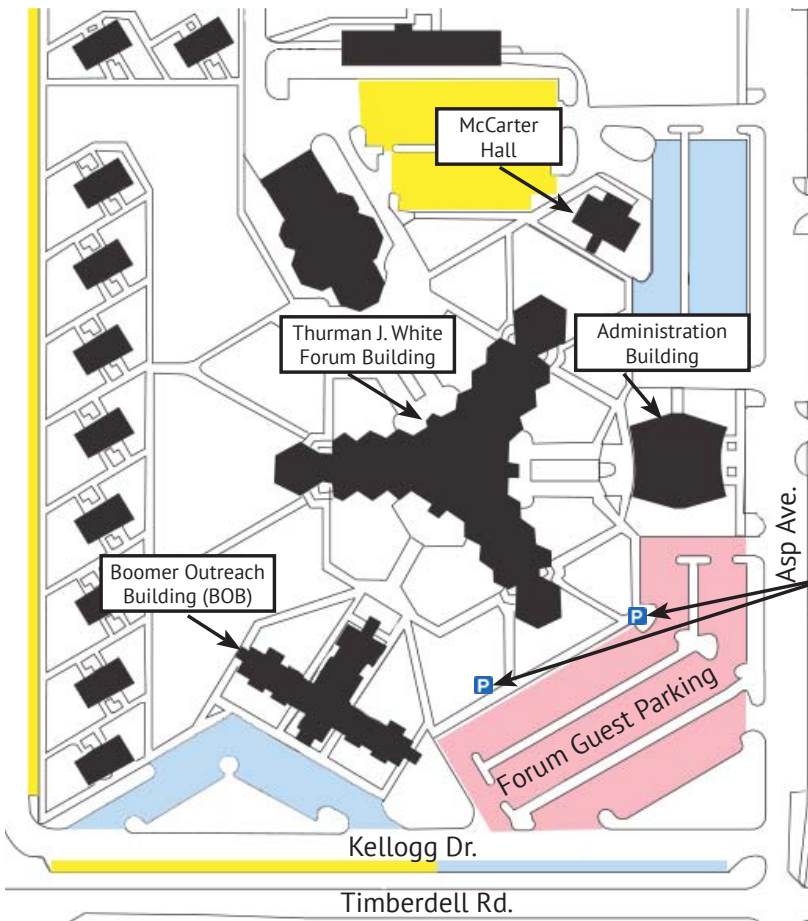 McCarter
Hall
Thurman J. White
Forum Building
Administration
Building
Asp Ave.
Boomer Outreach
Building (BOB)
P
P
Forum Guest Parking
Kellogg Dr.
Timberdell Rd.